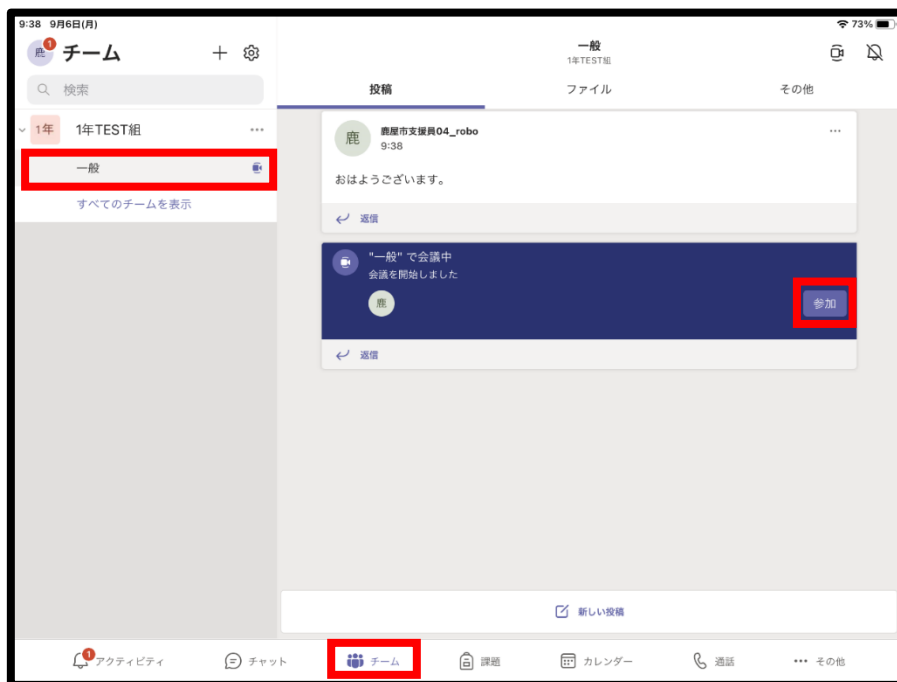 9:38 9月6日(月)
73%
鹿
1
チーム
検索
1年
1年TEST組
一般
すべてのチームを表示
一般
1年TEST組
投稿
ファイル
その他
鹿
鹿屋市支援員04_robo
9:38
おはようございます。
返信
"一般" で会議中
会議を開始しました
鹿
参加
返信
新しい投稿
1
アクティビティ
チャット
チーム
課題
カレンダー
通話
その他